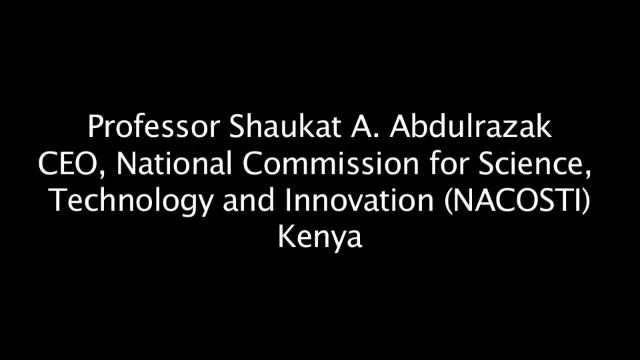 Professor Shaukat A. Abdulrazak
CEO, National Commission for Science,
Technology and Innovation (NACOSTI)
Kenya